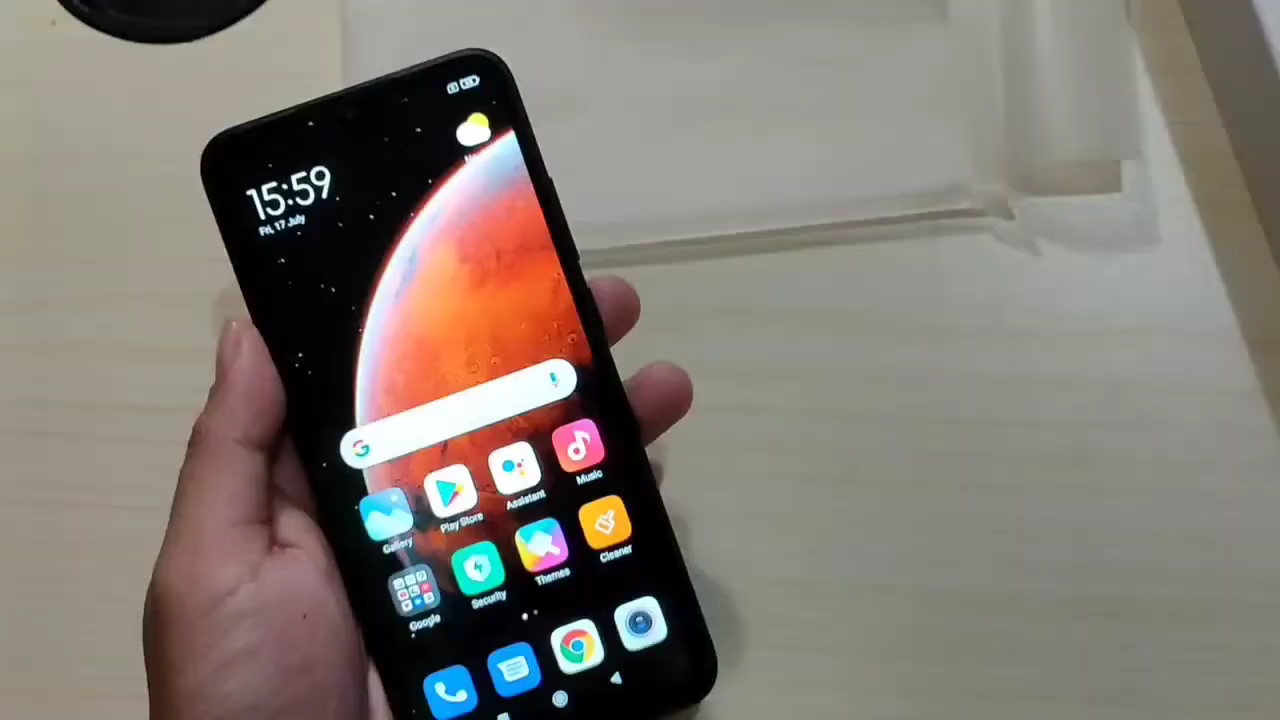 15:59
Fri, 17 July
Gallery
Play Store
Assistant
Music
Google
Security
Themes
Cleaner